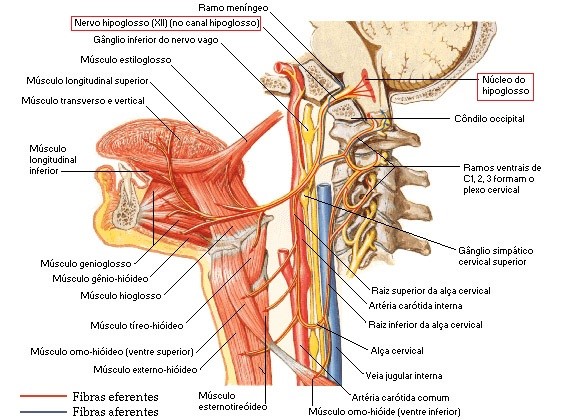 Ramo meníngeo
Nervo hipoglosso (XII) (no canal hipoglosso)
Gânglio inferior do nervo vago
Músculo estiloglosso
Músculo longitudinal superior
Músculo transverso e vertical
Músculo
longitudinal
inferior
Núcleo do
hipoglosso
Côndilo occipital
Ramos ventrais de
C1, 2, 3 formam o
plexo cervical
Gânglio simpático
cervical superior
Músculo genioglosso
Músculo gênio-hióideo
Músculo hioglosso
Músculo tíreo-hióideo
Músculo omo-hióideo (ventre superior)
Músculo externo-hióideo
Raiz superior da alça cervical
Artéria carótida interna
Raiz inferior da alça cervical
Alça cervical
Veia jugular interna
Artéria carótida comum
Músculo omo-hióide (ventre inferior)
Músculo
esternotireóideo
Fibras eferentes
Fibras aferentes